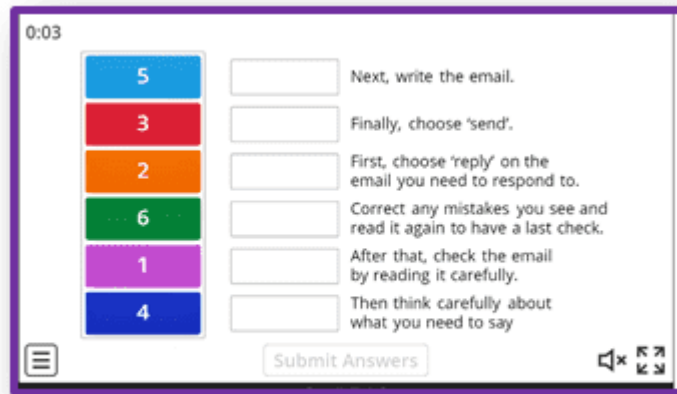 0:03
5
Next, write the email.
3
Finally, choose ‘send’.
2
First, choose ‘reply’ on the
email you need to respond to.
6
Correct any mistakes you see and
read it again to have a last check.
1
After that, check the email
by reading it carefully.
4
Then think carefully about
what you need to say
Submit Answers